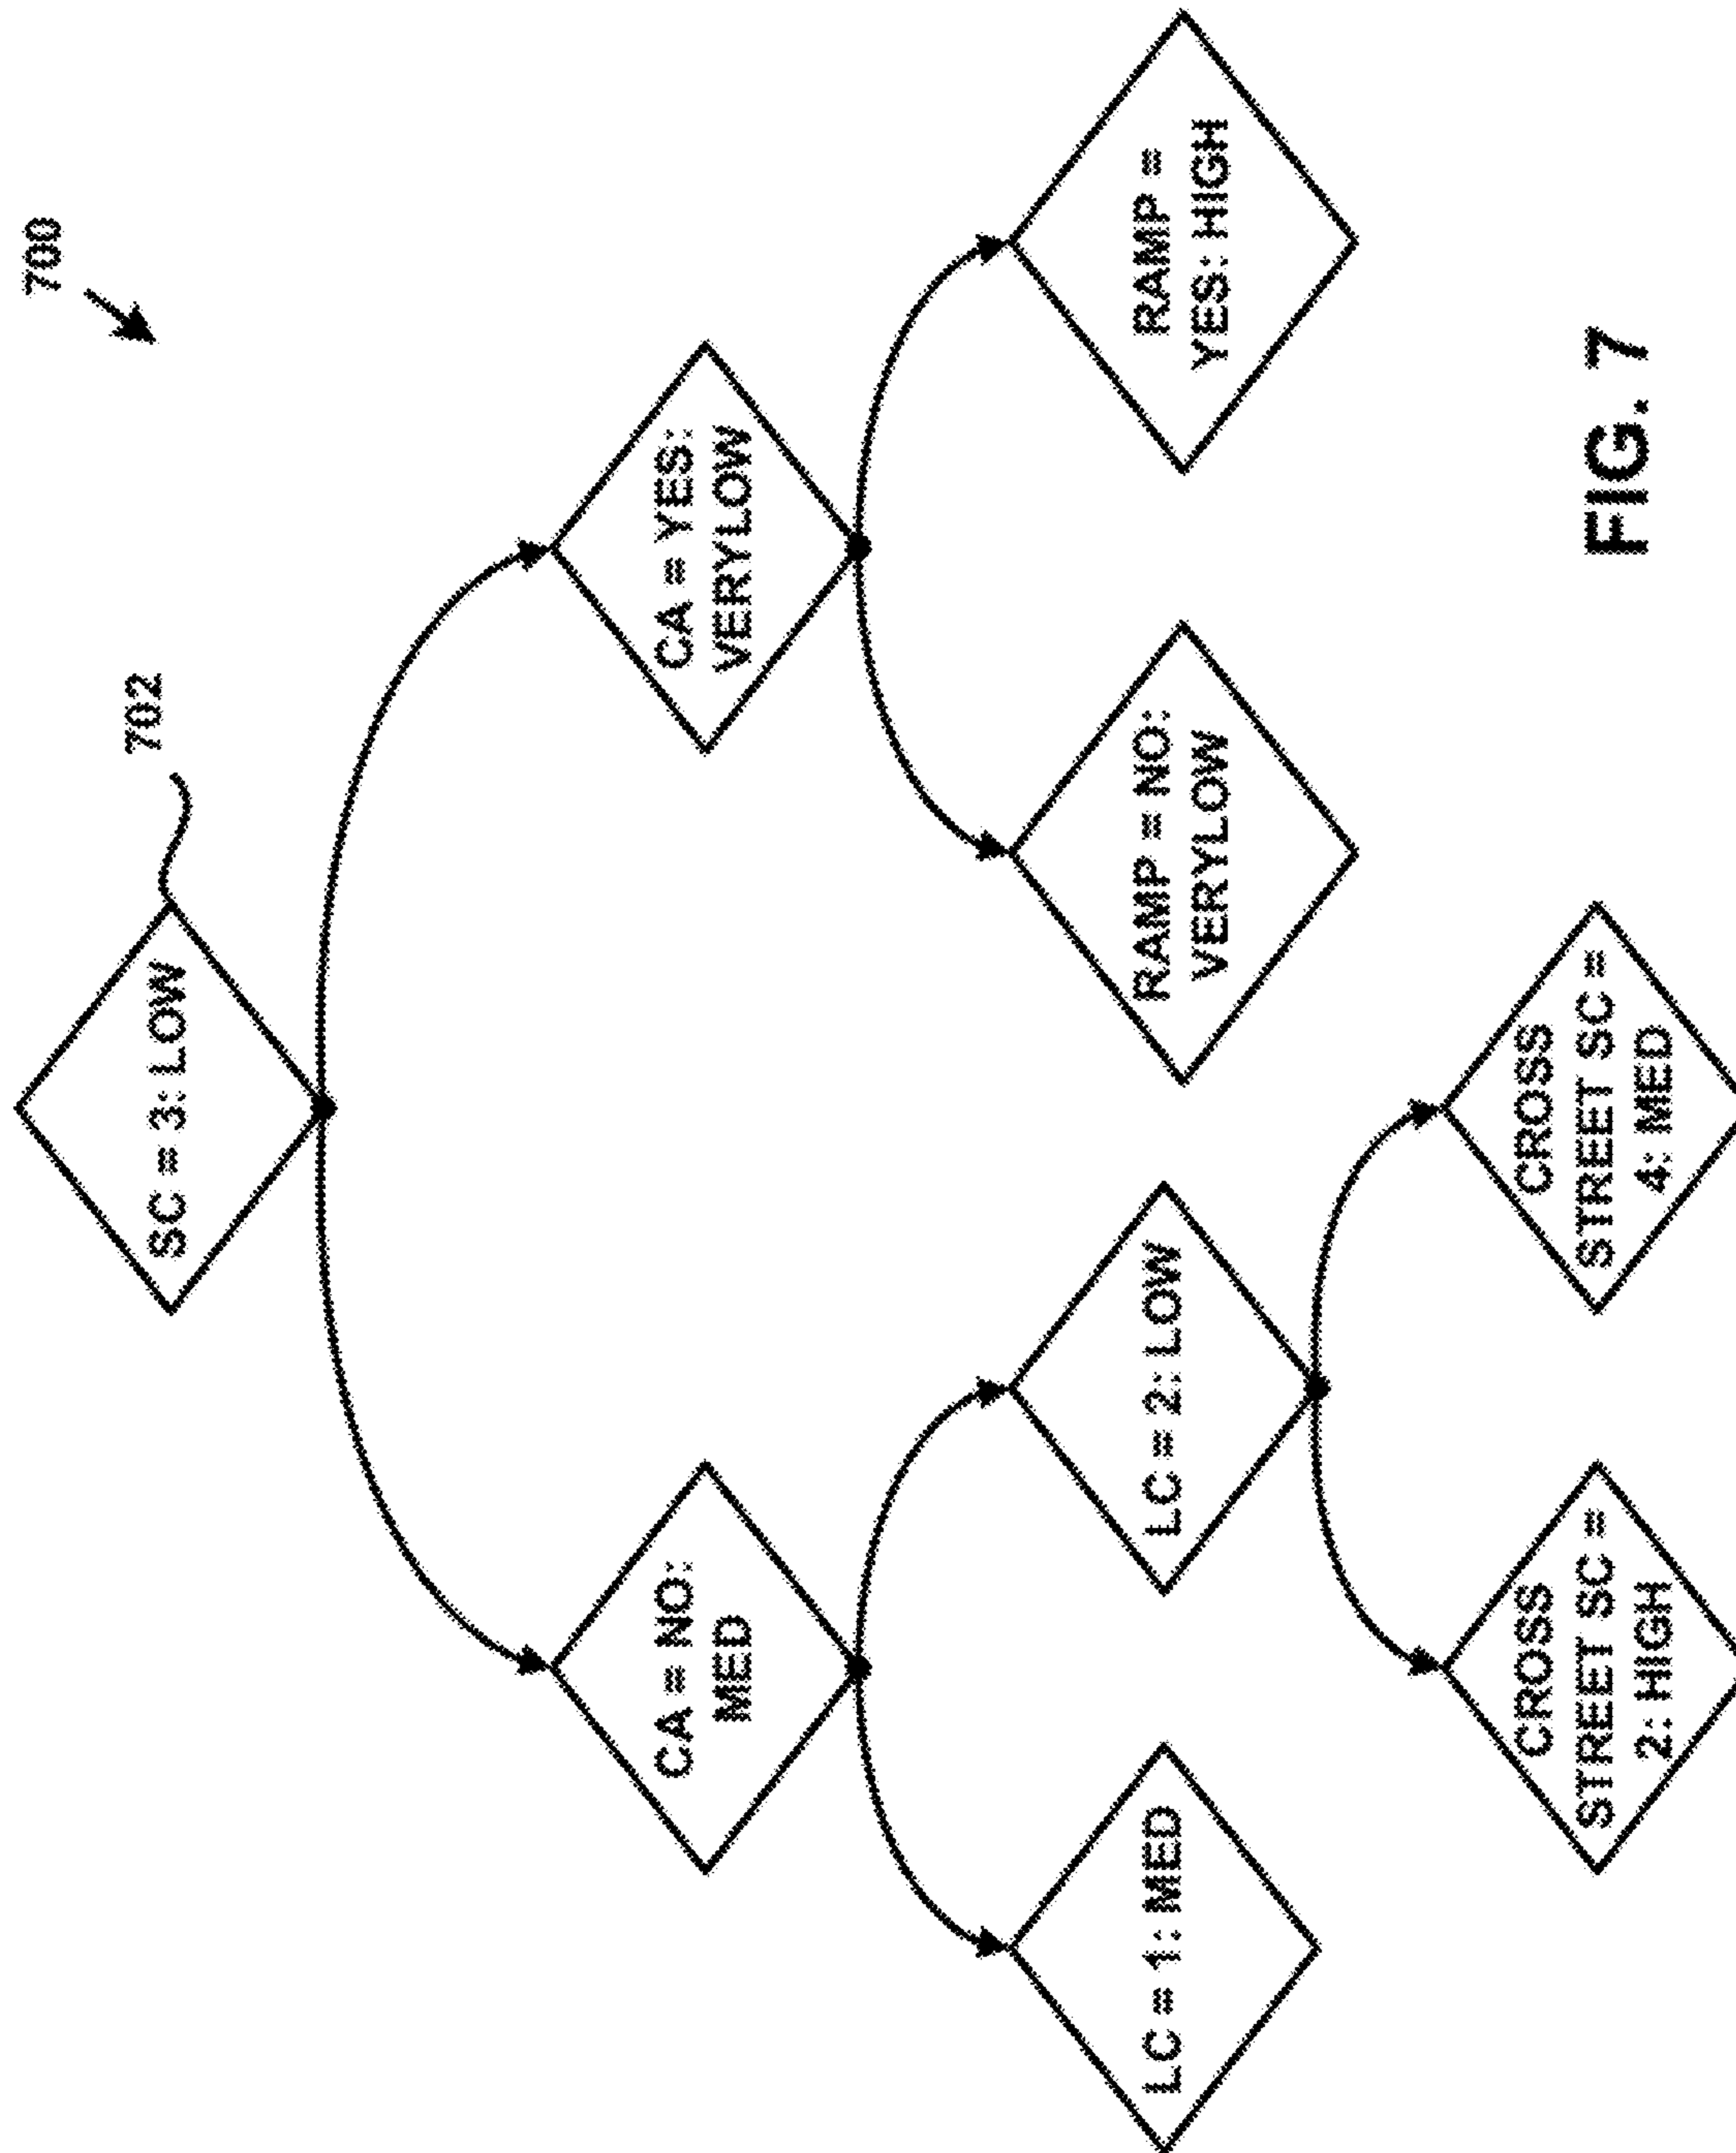 700
702
SC = 3: LOW
CA = NO:
MED
CA = YES:
VERYLOW
LC = 1: MED
LC = 2: LOW
RAMP = NO:
VERYLOW
RAMP =
YES: HIGH
CROSS
STREET SC =
2: HIGH
CROSS
STREET SC =
4: MED
FIG. 7